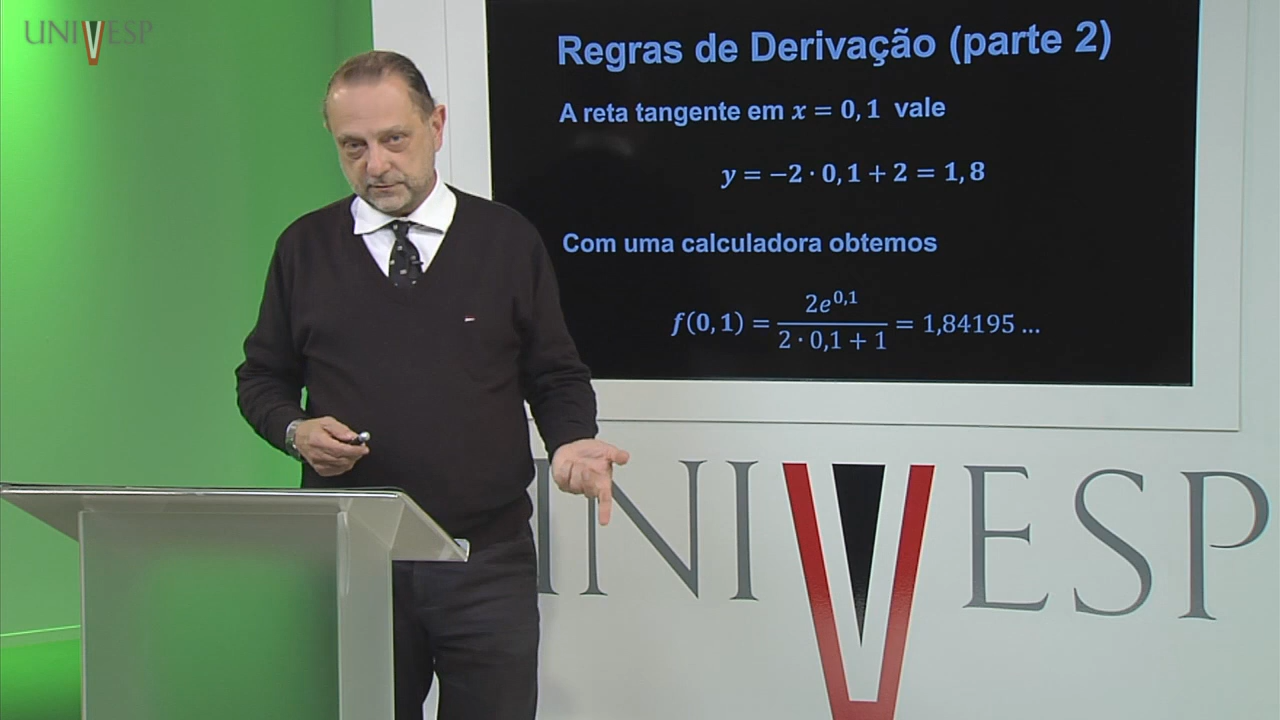 UNIVESP
Regras de Derivação (parte 2)
A reta tangente em x = 0, 1 vale
y = −2 · 0, 1 + 2 = 1, 8
Com uma calculadora obtemos
f(0, 1) = 2e^0,1 / 2 · 0,1 + 1 = 1,84195 ...
UNIVESP